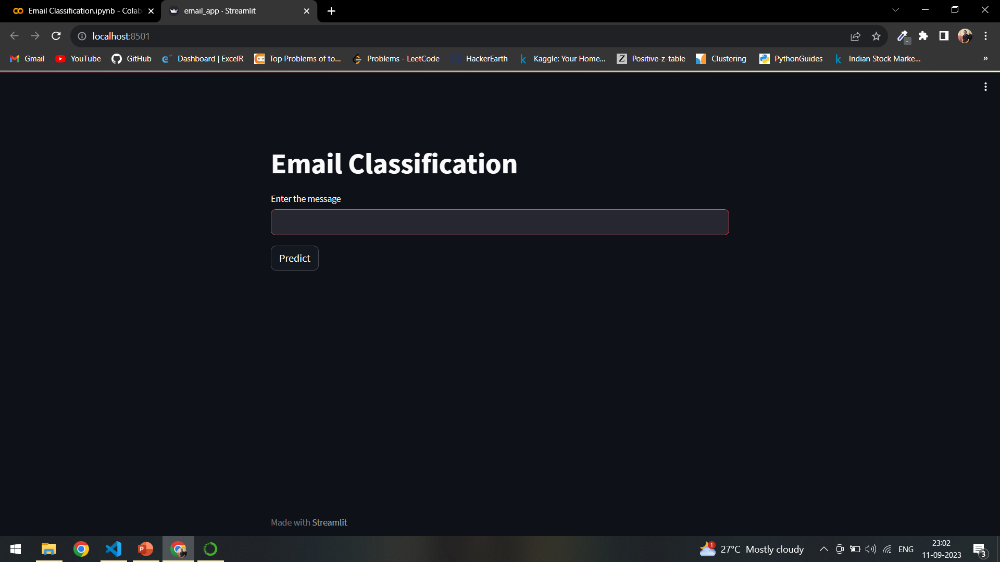 Email Classification.ipynb - Colab
email_app · Streamlit
localhost:8501
Gmail
YouTube
GitHub
Dashboard | ExcelR
Top Problems of to...
Problems - LeetCode
HackerEarth
Kaggle: Your Home...
Positive-z-table
Clustering
PythonGuides
Indian Stock Marke...
»
Email Classification
Enter the message
Predict
Made with Streamlit
1
27°C Mostly cloudy
ENG
23:02
11-09-2023
3